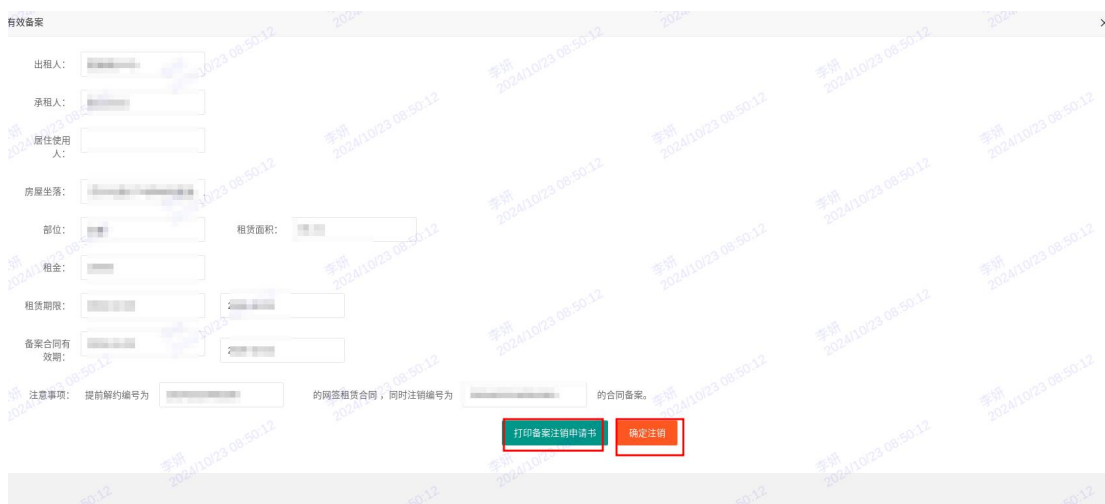 有效备案
出租人：
承租人：
居住使用
人：
房屋坐落：
部位： 租赁面积：
租金：
租赁期限：
备案合同有
效期：
注意事项： 提前解约编号为 的网签租赁合同，同时注销编号为 的合同备案。
打印备案注销申请书 确定注销
李妍
2024/10/23 08:50:12